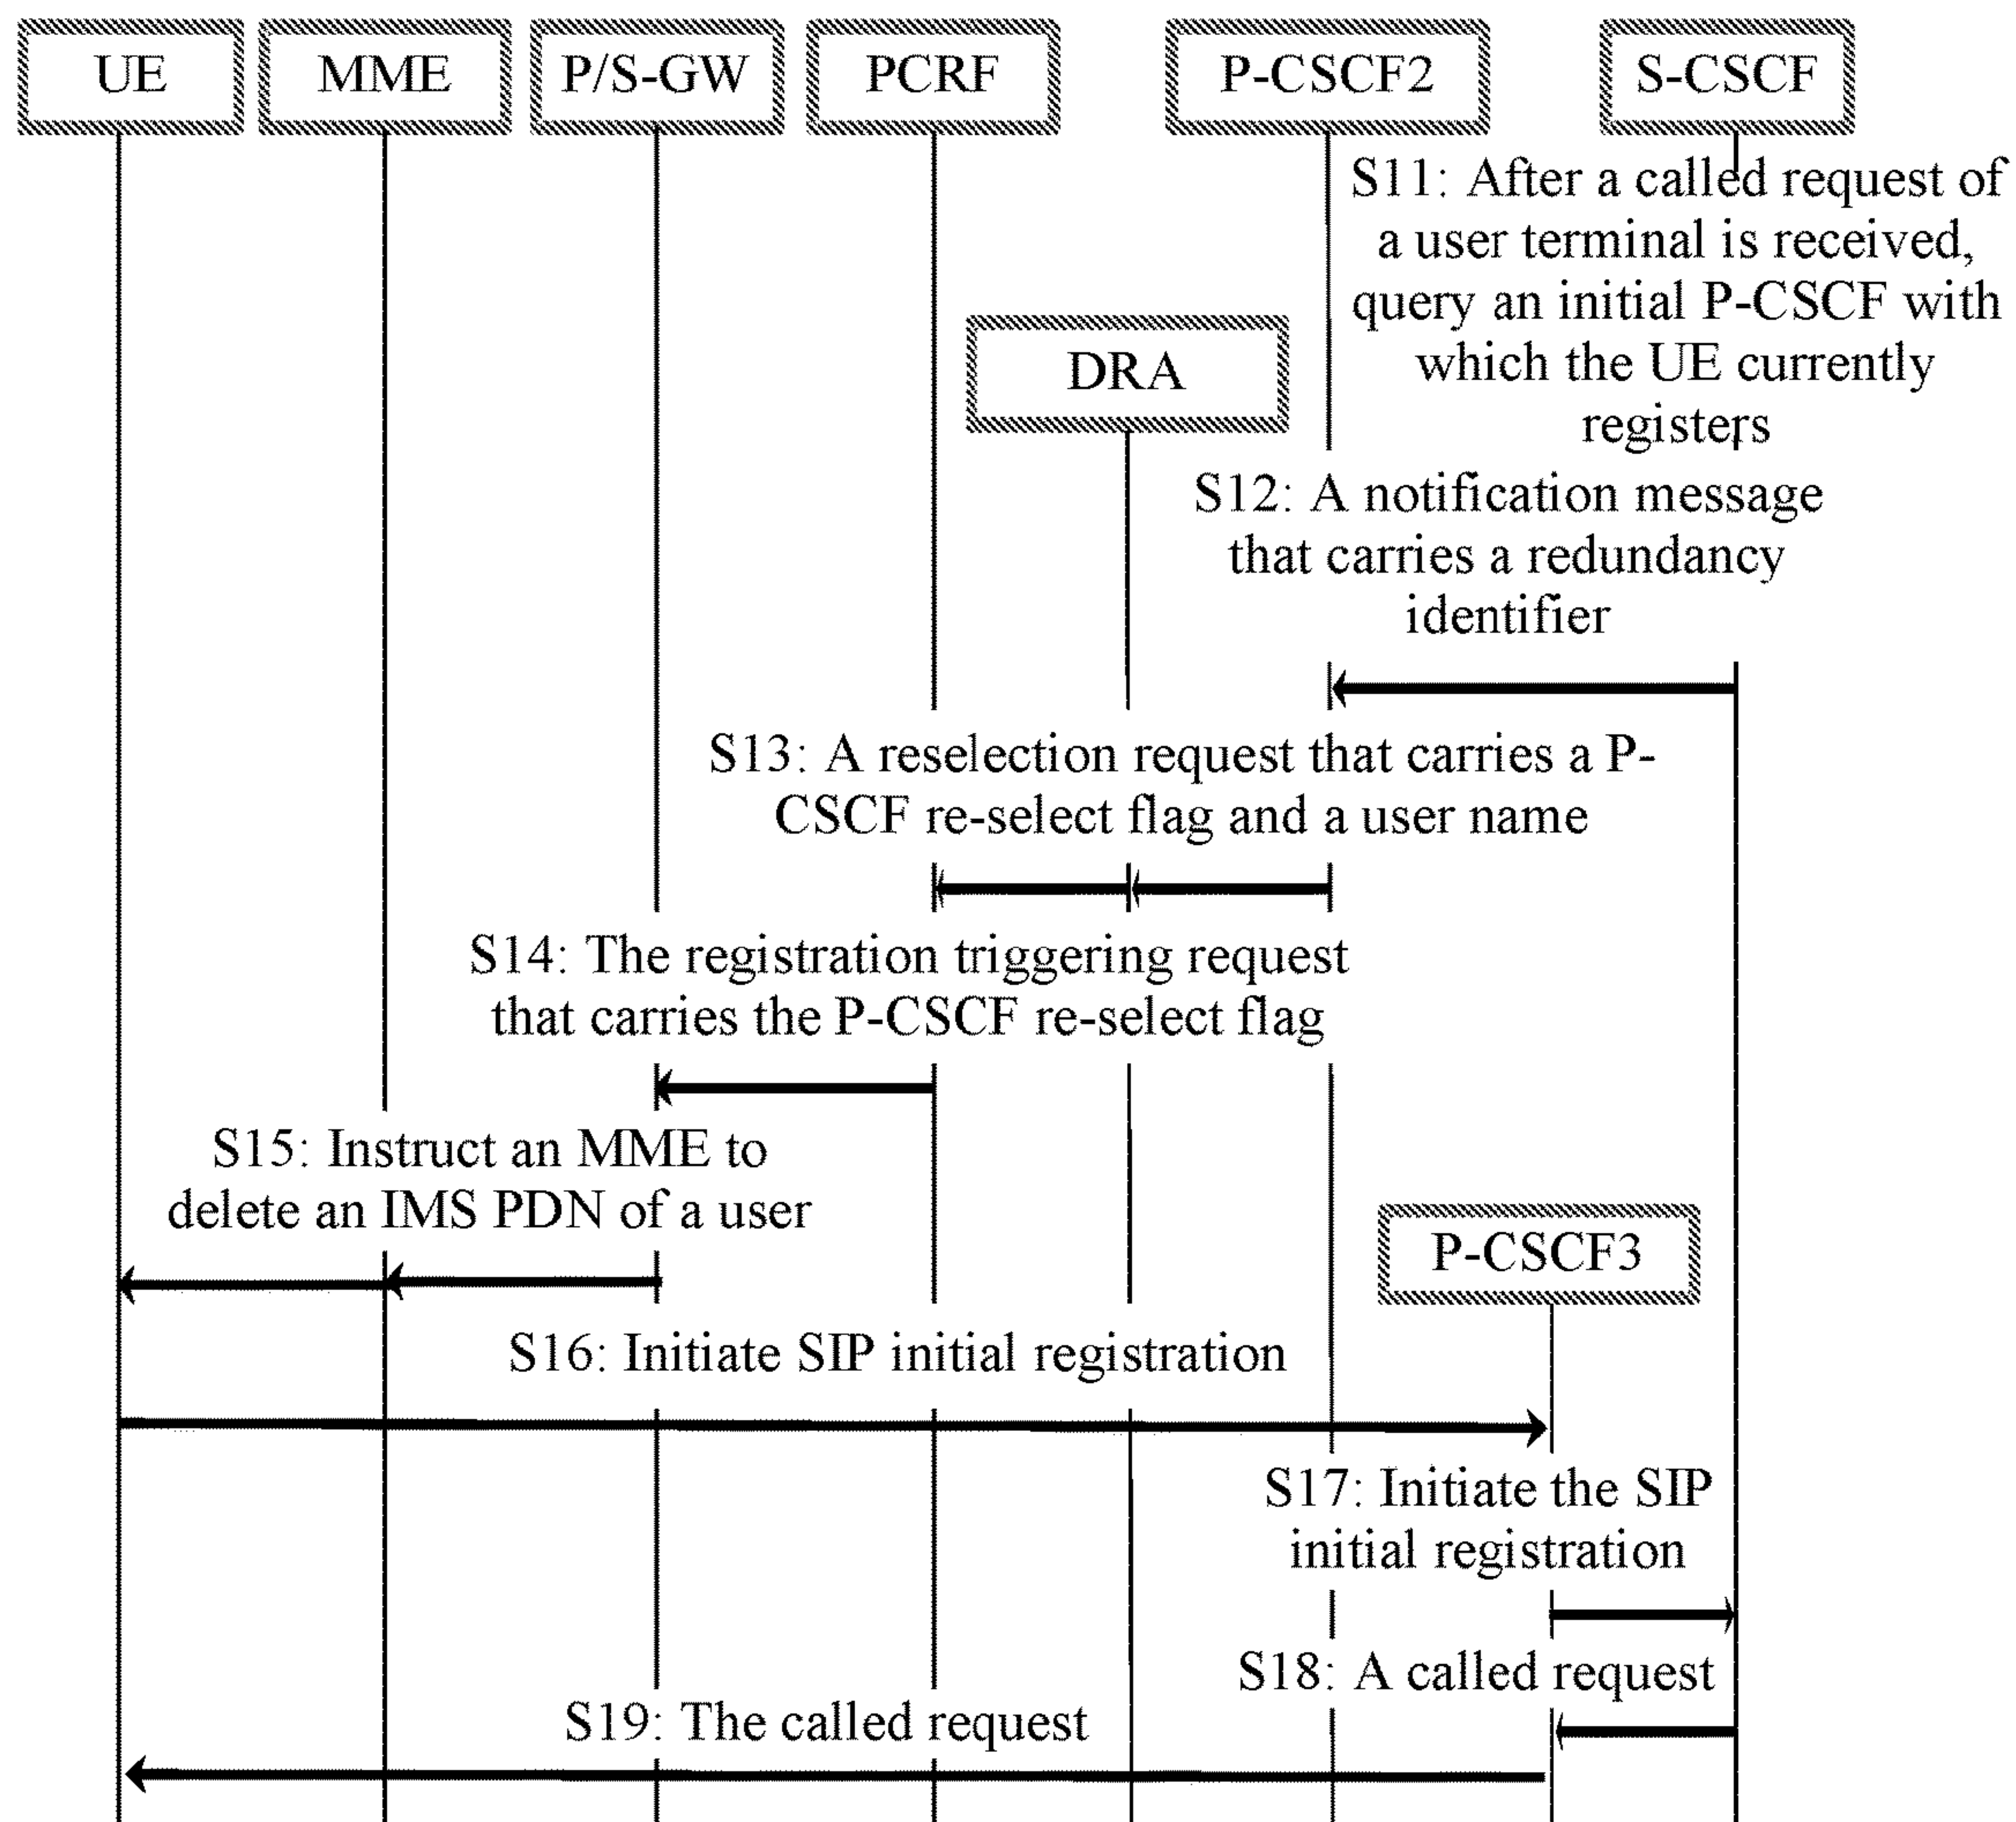 UE
MME
P/S-GW
PCRF
P-CSCF2
S-CSCF
S11: After a called request of
a user terminal is received,
query an initial P-CSCF with
which the UE currently
registers
DRA
S12: A notification message
that carries a redundancy
identifier
S13: A reselection request that carries a P-
CSCF re-select flag and a user name
S14: The registration triggering request
that carries the P-CSCF re-select flag
S15: Instruct an MME to
delete an IMS PDN of a user
P-CSCF3
S16: Initiate SIP initial registration
S17: Initiate the SIP
initial registration
S18: A called request
S19: The called request